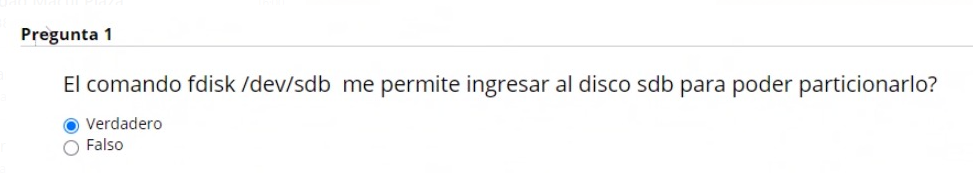 Pregunta 1
El comando fdisk /dev/sdb me permite ingresar al disco sdb para poder particionarlo?
Verdadero
Falso